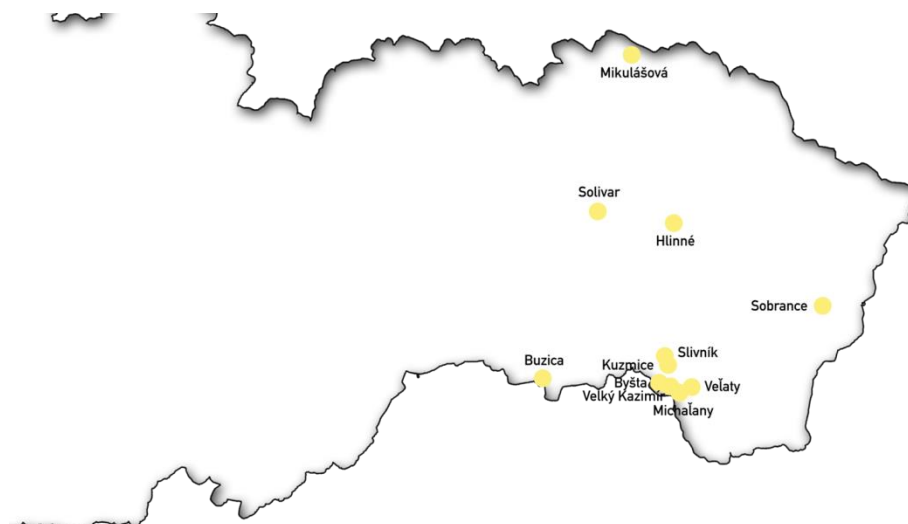 Mikulášová
Solivar
Hlinné
Sobrance
Slivník
Buzica
Kuzmice
Byšta
Veľaty
Veľký Kazimír
Michaľany